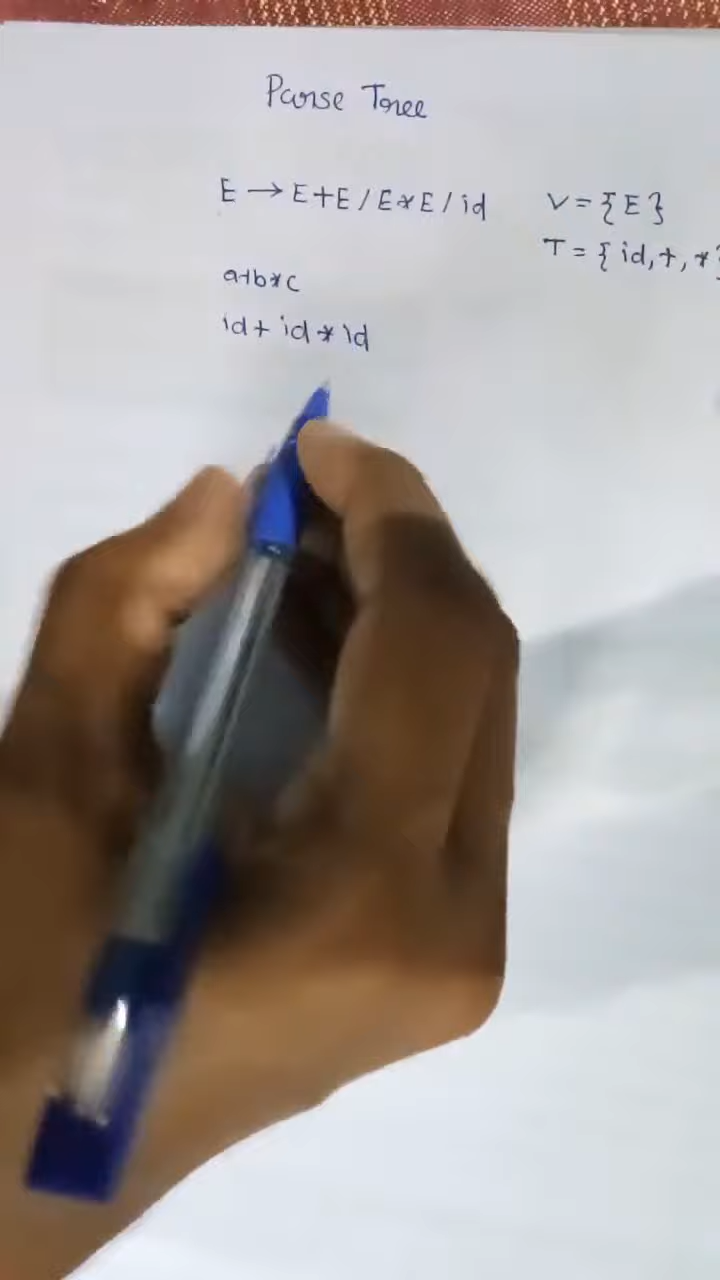 Parse Tree
E → E+E / E*E / id
V = {E}
T = {id, +, *}
a+b*c
id + id * id